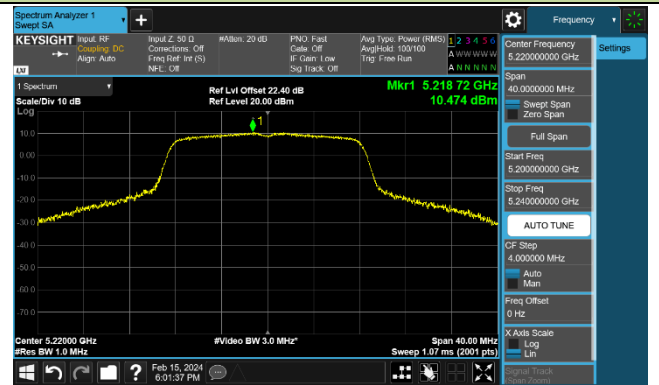 Spectrum Analyzer 1
Swept SA
+
Frequency
KEYSIGHT
Input: RF
Coupling: DC
Align: Auto
Input Z: 50 Ω
Corrections: Off
Freq Ref: Int (S)
NFE: Off
#Atten: 20 dB
PNO: Fast
Gate: Off
IF Gain: Low
Sig Track: Off
Avg Type: Power (RMS)
Avg|Hold: 100/100
Trig: Free Run
1 2 3 4 5 6
A W W W W W
A N N N N N
LXI
1 Spectrum
Scale/Div 10 dB
Log
Ref Lvl Offset 22.40 dB
Ref Level 20.00 dBm
Mkr1 5.218 72 GHz
10.474 dBm
1
10.0
0.00
-10.0
-20.0
-30.0
-40.0
-50.0
-60.0
-70.0
Center 5.22000 GHz
#Res BW 1.0 MHz
#Video BW 3.0 MHz*
Span 40.00 MHz
Sweep 1.07 ms (2001 pts)
Feb 15, 2024
6:01:37 PM
?
Center Frequency
5.220000000 GHz
Span
40.0000000 MHz
Swept Span
Zero Span
Full Span
Start Freq
5.200000000 GHz
Stop Freq
5.240000000 GHz
AUTO TUNE
CF Step
4.000000 MHz
Auto
Man
Freq Offset
0 Hz
X Axis Scale
Log
Lin
Signal Track
(Span Zoom)
Settings